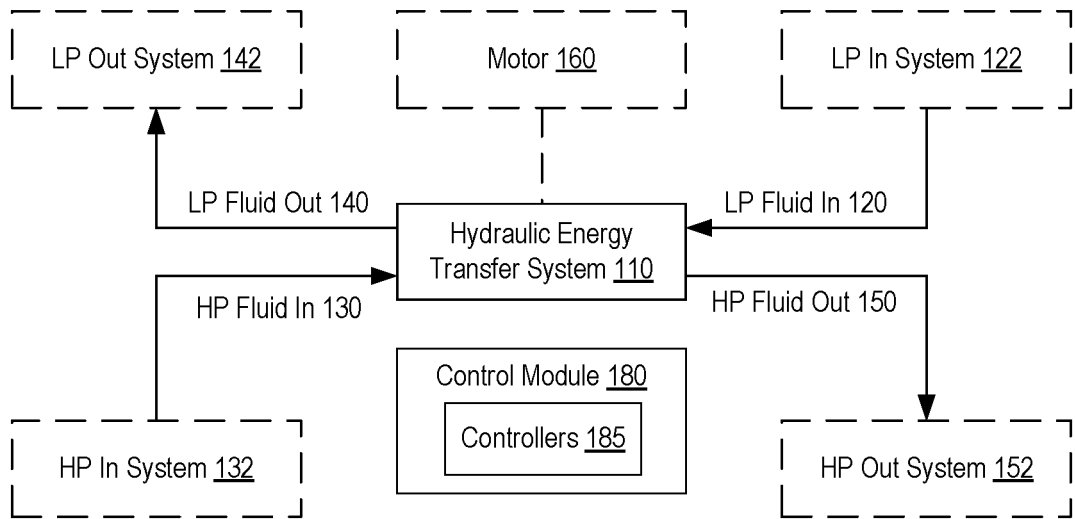 LP Out System 142
Motor 160
LP In System 122
LP Fluid Out 140
LP Fluid In 120
Hydraulic Energy
Transfer System 110
HP Fluid In 130
HP Fluid Out 150
Control Module 180
Controllers 185
HP In System 132
HP Out System 152